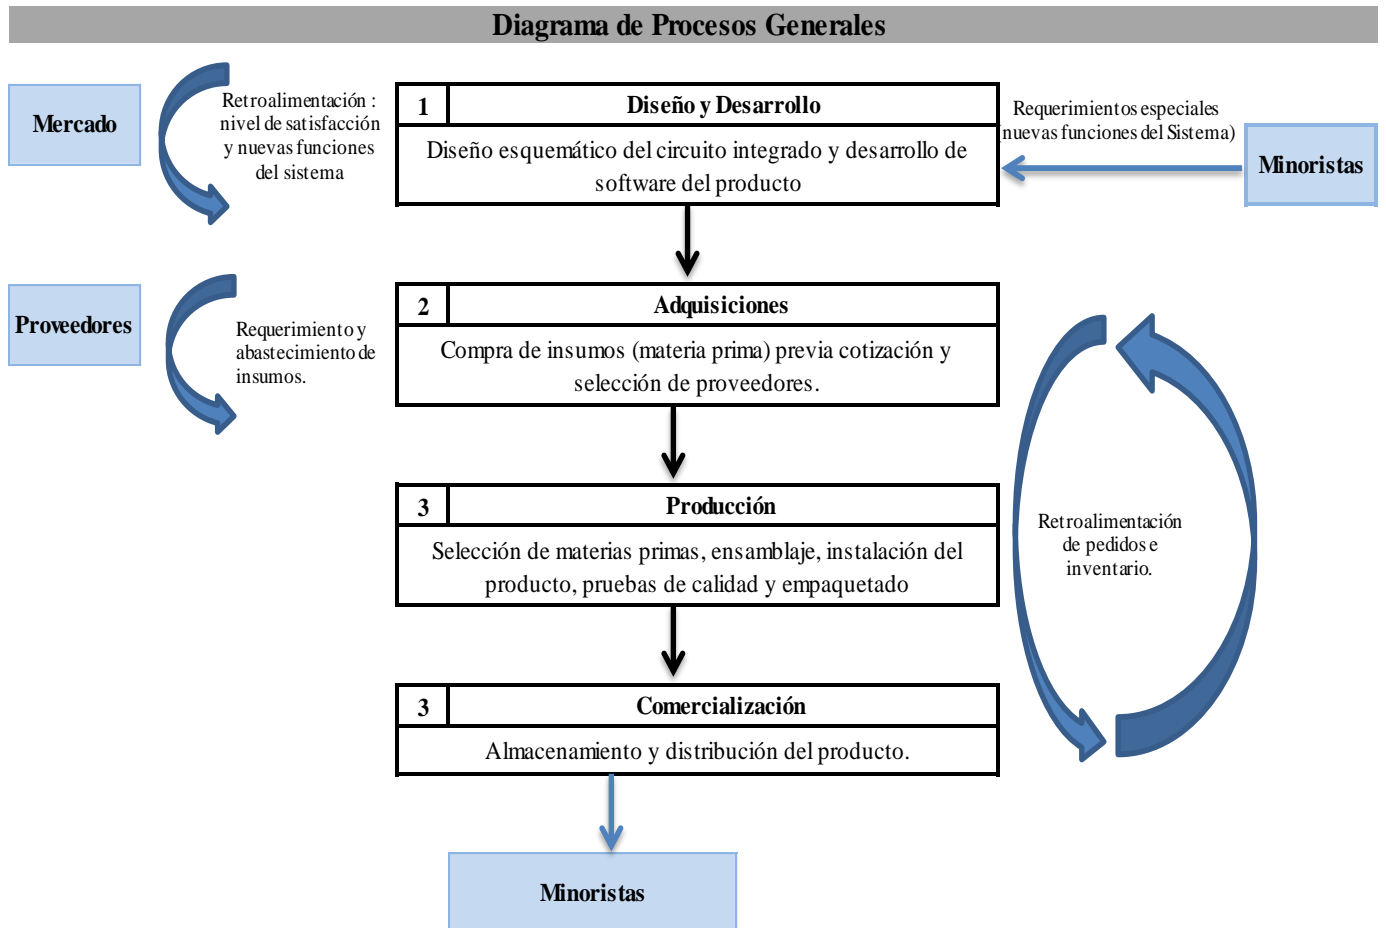 Diagrama de Procesos Generales
Mercado
Retroalimentación :
nivel de satisfacción
y nuevas funciones
del sistema
1
Diseño y Desarrollo
Diseño esquemático del circuito integrado y desarrollo de
software del producto
Requerimientos especiales
(nuevas funciones del Sistema)
Minoristas
Proveedores
Requerimiento y
abastecimiento de
insumos.
2
Adquisiciones
Compra de insumos (materia prima) previa cotización y
selección de proveedores.
3
Producción
Selección de materias primas, ensamblaje, instalación del
producto, pruebas de calidad y empaquetado
Retroalimentación
de pedidos e
inventario.
3
Comercialización
Almacenamiento y distribución del producto.
Minoristas